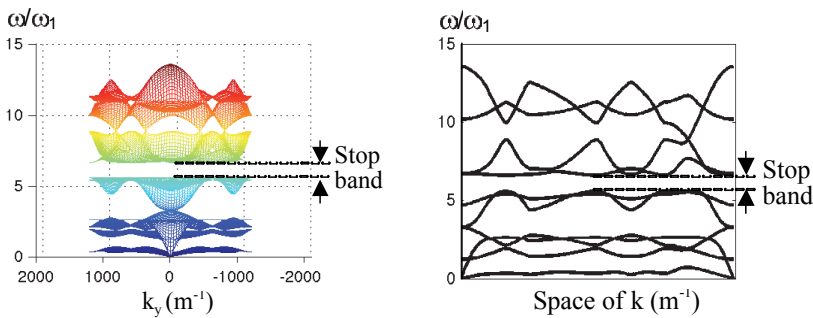 ω/ω1
15
10
5
0
2000 1000 0 -1000 -2000
ky (m-1)
Stop
band
ω/ω1
15
10
5
0
Space of k (m-1)
Stop
band